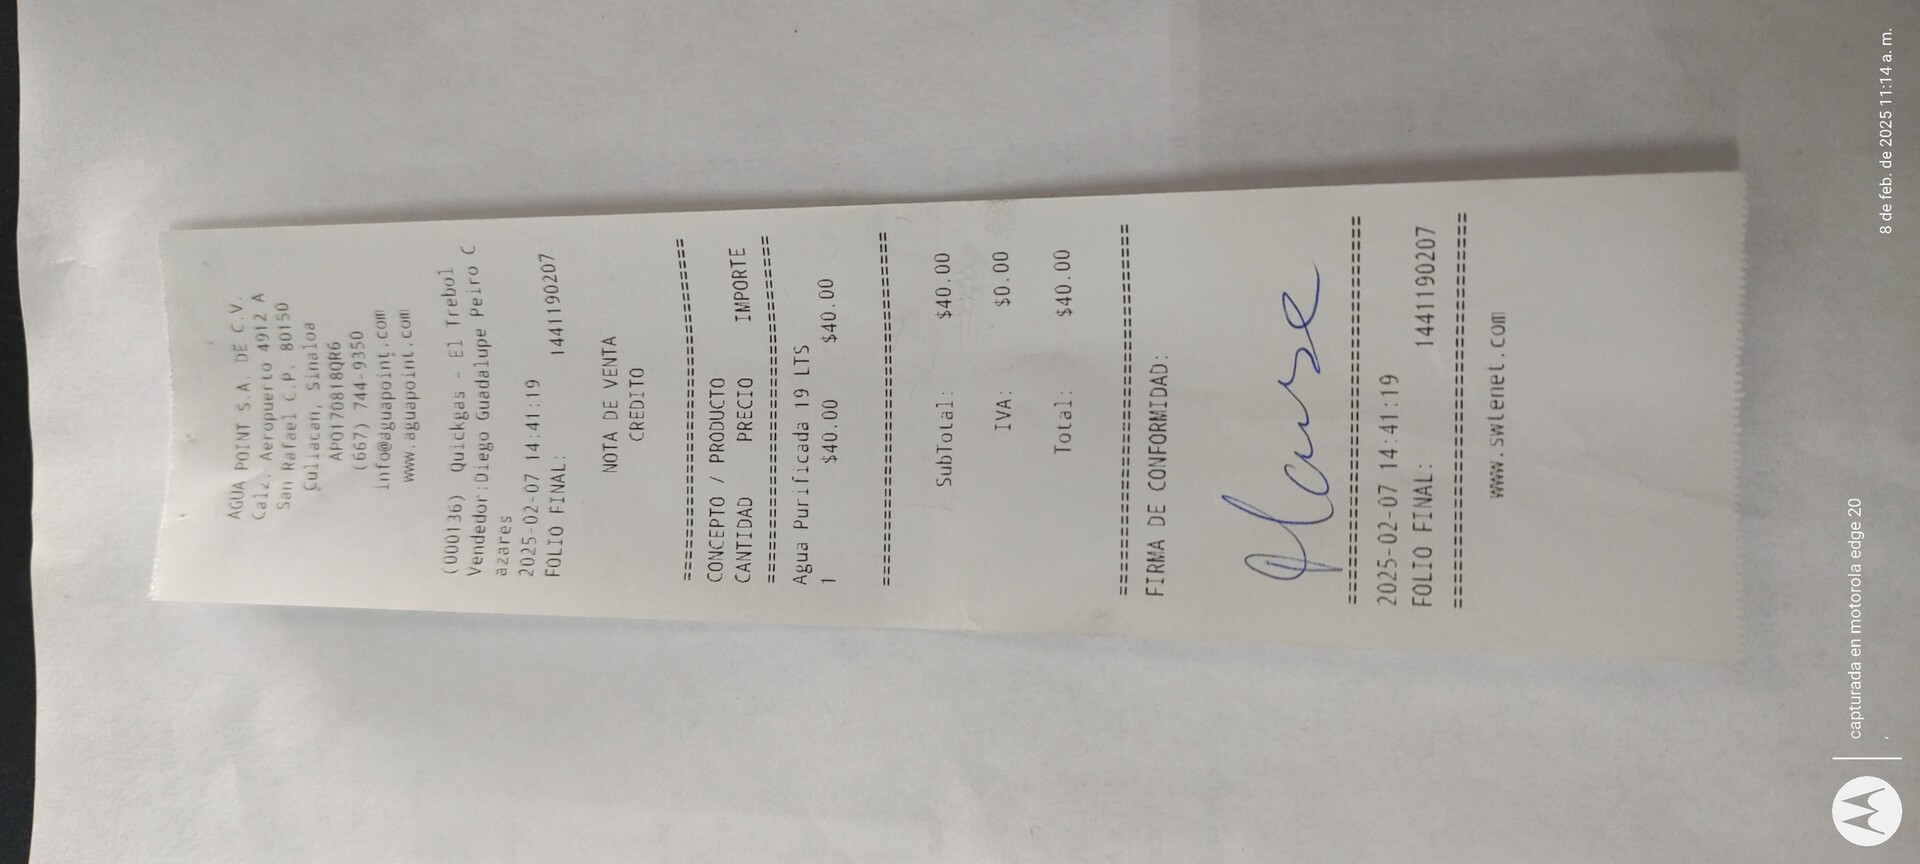 AGUA POINT S.A. DE C.V.
Calz. Aeropuerto 4912 A
San Rafael C.P. 80150
Culiacan, Sinaloa
APO170818QR6
(667) 744-9350
info@aguapoint.com
www.aguapoint.com
(000136) Quickgas - El Trebol
Vendedor:Diego Guadalupe Peiro C
azares
2025-02-07 14:41:19
FOLIO FINAL: 1441190207
NOTA DE VENTA
CREDITO
================================
CONCEPTO / PRODUCTO
CANTIDAD PRECIO IMPORTE
================================
Agua Purificada 19 LTS
1 $40.00 $40.00
================================
SubTotal: $40.00
IVA: $0.00
Total: $40.00
================================
FIRMA DE CONFORMIDAD:
================================
2025-02-07 14:41:19
FOLIO FINAL: 1441190207
================================
www.swlenet.com
capturada en motorola edge 20
8 de feb. de 2025 11:14 a. m.